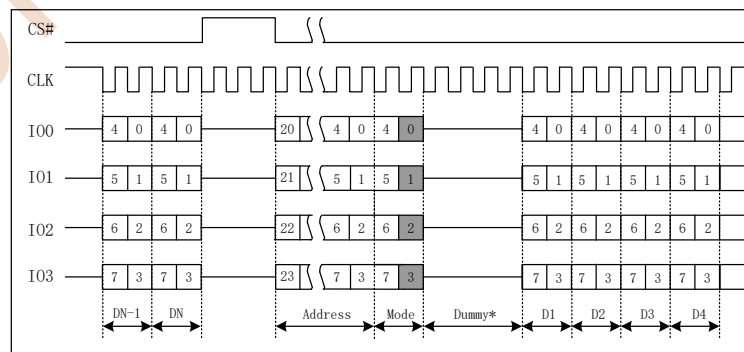 CS#
CLK
IO0 4 0 4 0 20 4 0 4 0 4 0 4 0 4 0 4 0
IO1 5 1 5 1 21 5 1 5 1 5 1 5 1 5 1 5 1
IO2 6 2 6 2 22 6 2 6 2 6 2 6 2 6 2 6 2
IO3 7 3 7 3 23 7 3 7 3 7 3 7 3 7 3 7 3
DN-1 DN Address Mode Dummy* D1 D2 D3 D4